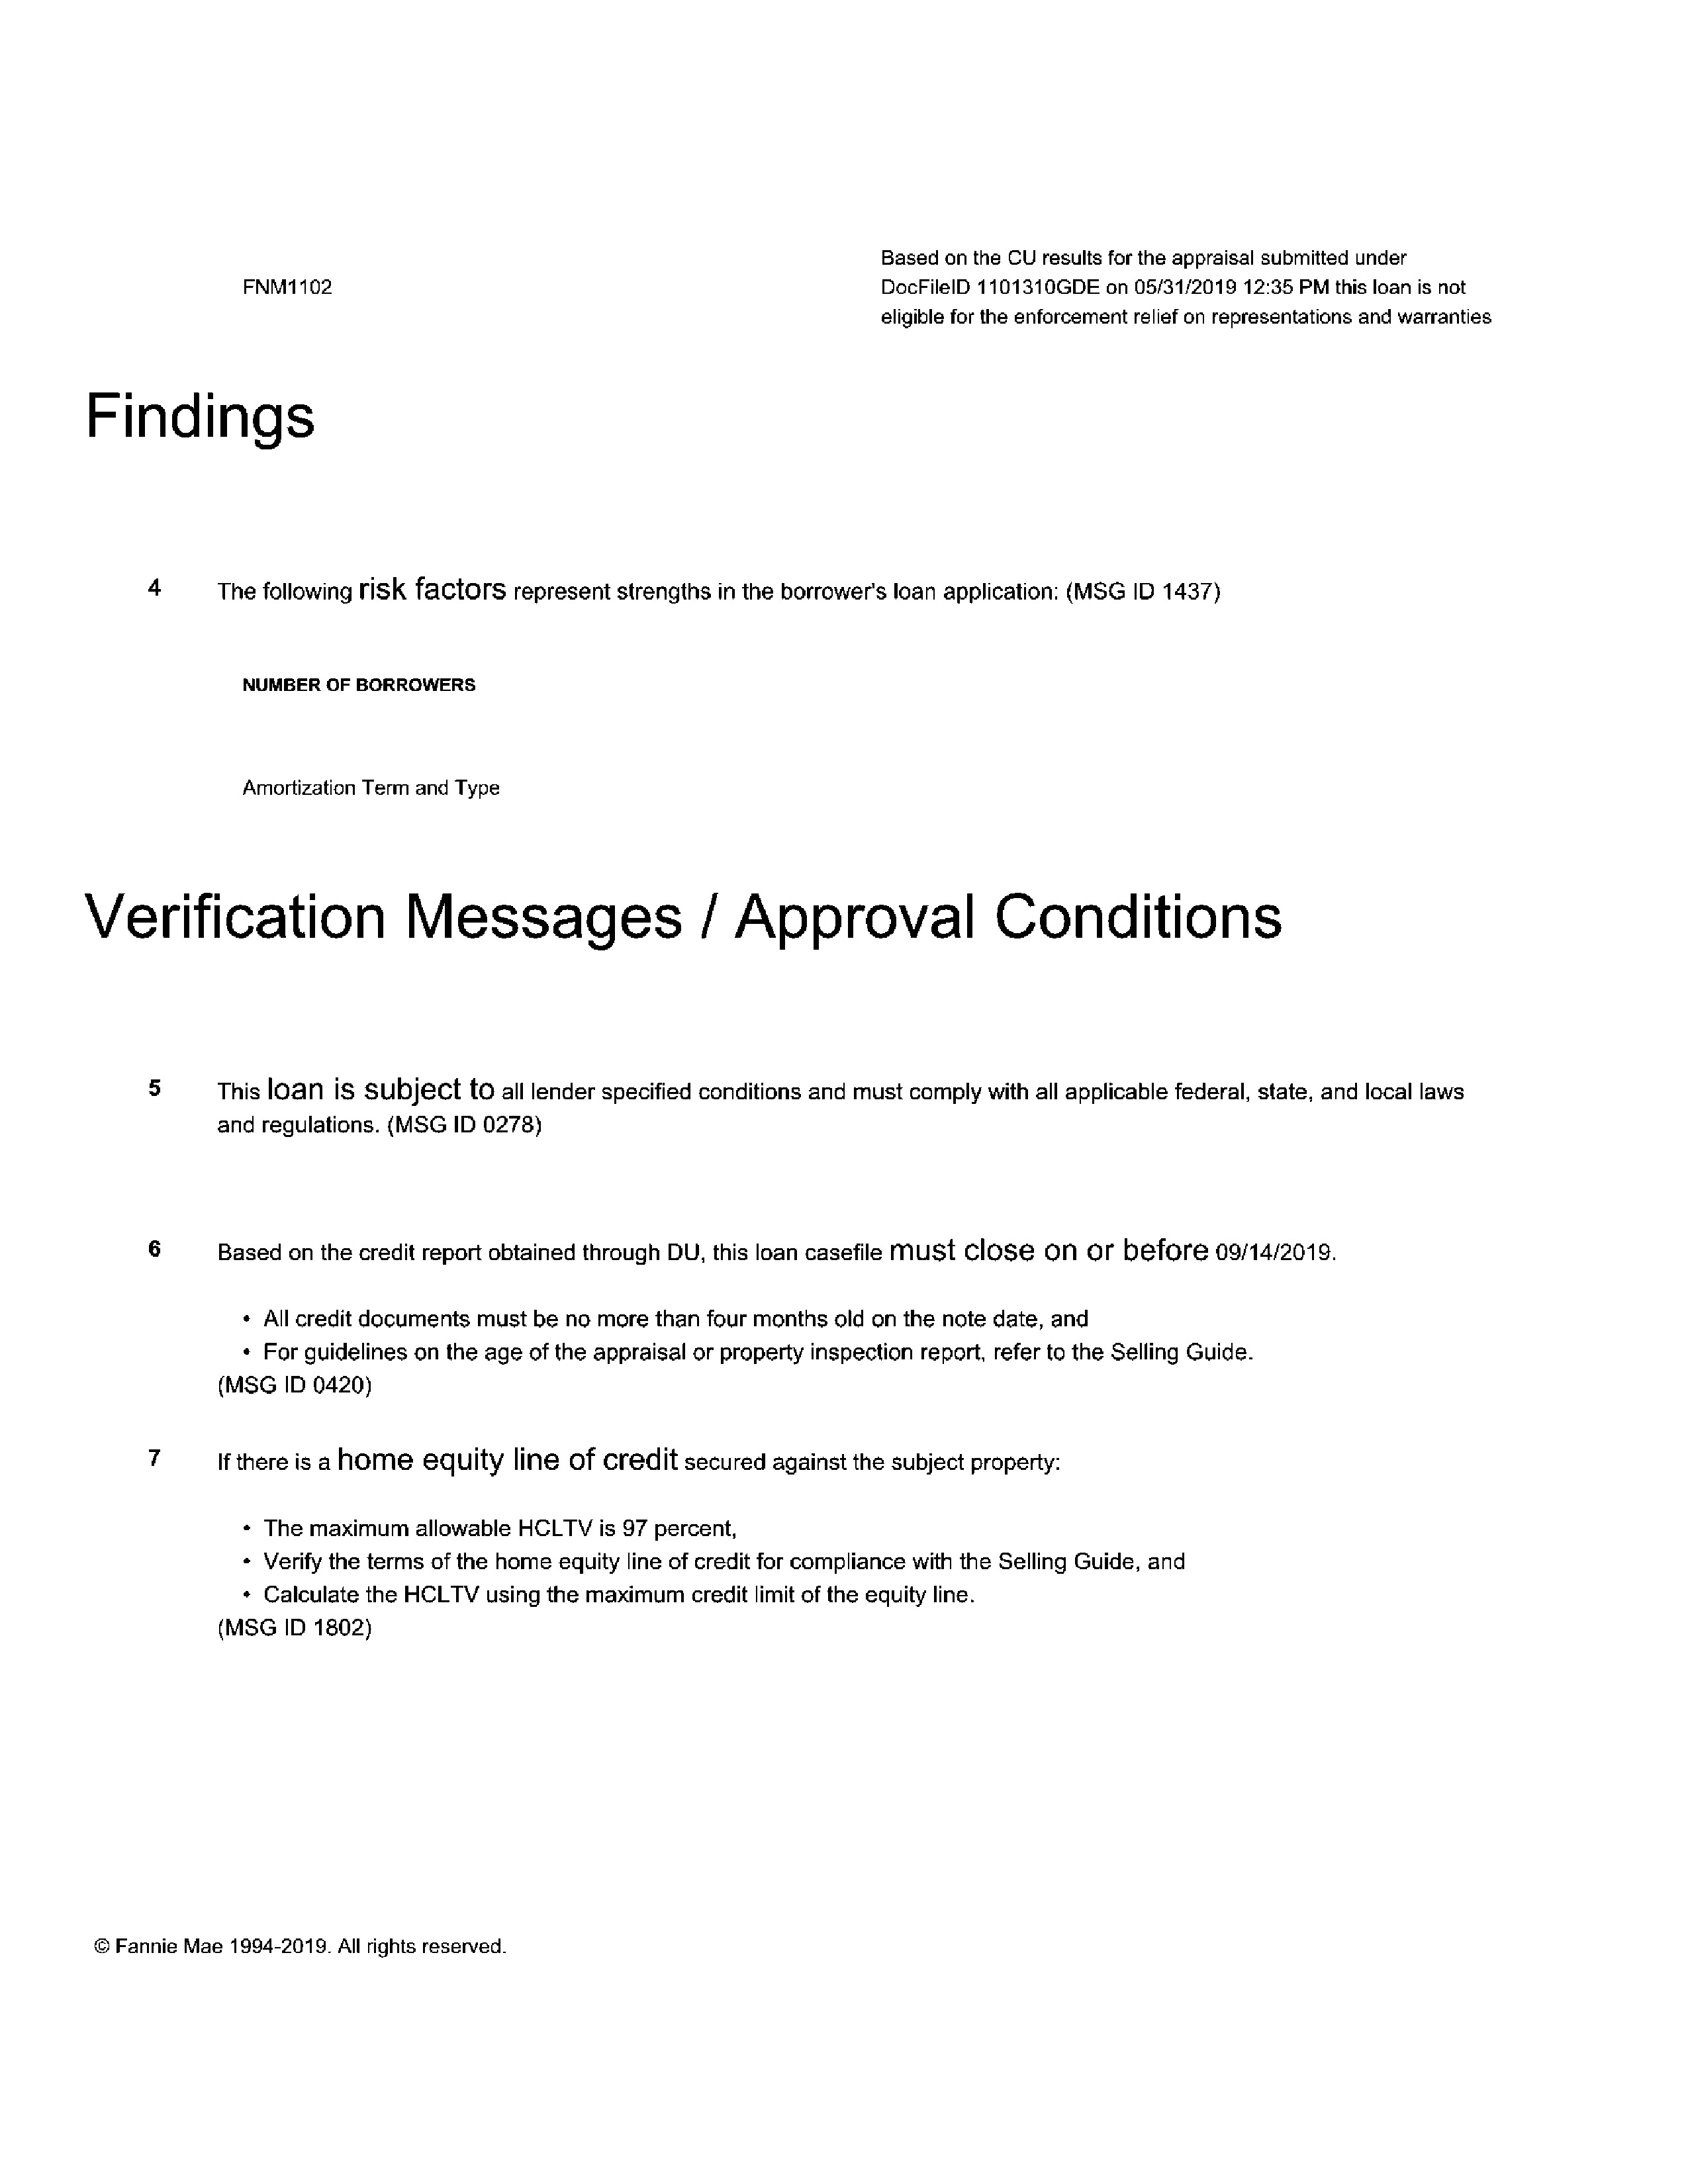 Based on the CU results for the appraisal submitted under
FNM1102 DocFileID 1101310GDE on 05/31/2019 12:35 PM this loan is not
eligible for the enforcement relief on representations and warranties
Findings
4 The following risk factors represent strengths in the borrower's loan application: (MSG ID 1437)
NUMBER OF BORROWERS
Amortization Term and Type
Verification Messages / Approval Conditions
5 This loan is subject to all lender specified conditions and must comply with all applicable federal, state, and local laws
and regulations. (MSG ID 0278)
6 Based on the credit report obtained through DU, this loan casefile must close on or before 09/14/2019.
• All credit documents must be no more than four months old on the note date, and
• For guidelines on the age of the appraisal or property inspection report, refer to the Selling Guide.
(MSG ID 0420)
7 If there is a home equity line of credit secured against the subject property:
• The maximum allowable HCLTV is 97 percent,
• Verify the terms of the home equity line of credit for compliance with the Selling Guide, and
• Calculate the HCLTV using the maximum credit limit of the equity line.
(MSG ID 1802)
© Fannie Mae 1994-2019. All rights reserved.